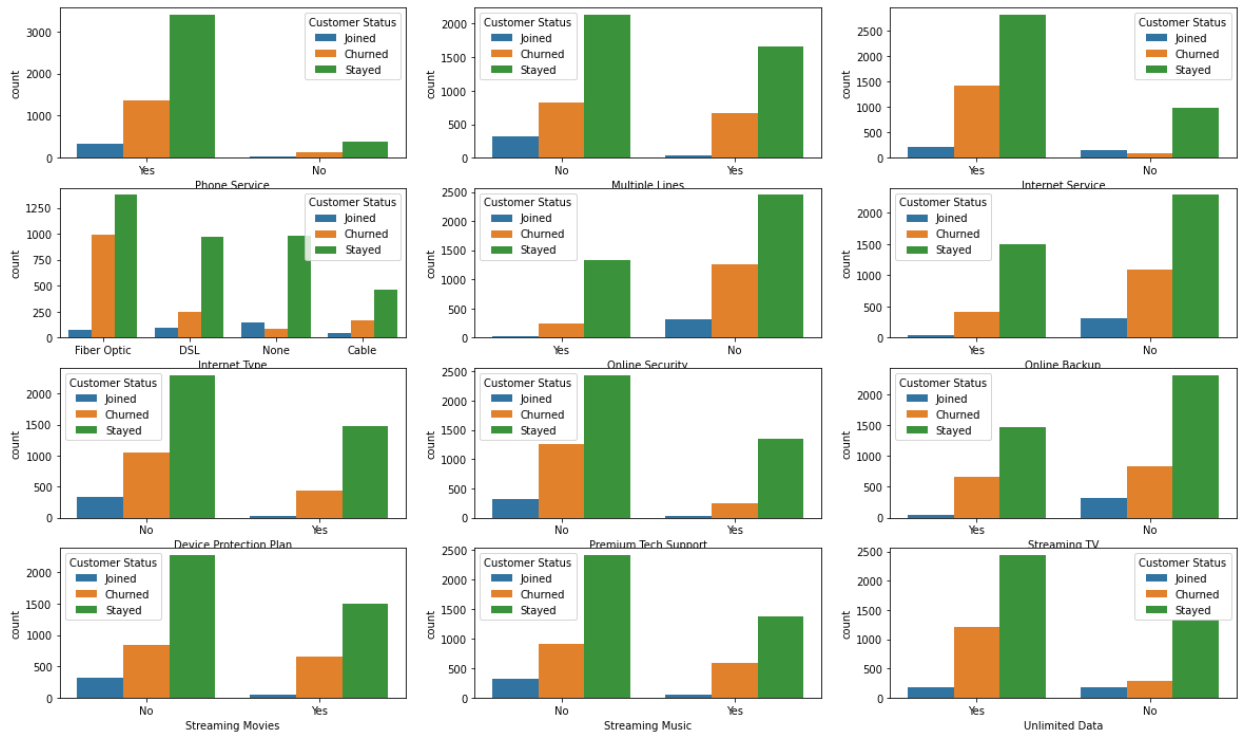 Customer Status
Joined
Churned
Stayed
3000
2000
1000
0
count
Yes No
Phone Service
Customer Status
Joined
Churned
Stayed
2000
1500
1000
500
0
count
No Yes
Multiple Lines
Customer Status
Joined
Churned
Stayed
2500
2000
1500
1000
500
0
count
Yes No
Internet Service
Customer Status
Joined
Churned
Stayed
1250
1000
750
500
250
0
count
Fiber Optic DSL None Cable
Internet Type
Customer Status
Joined
Churned
Stayed
2500
2000
1500
1000
500
0
count
Yes No
Online Security
Customer Status
Joined
Churned
Stayed
2000
1500
1000
500
0
count
Yes No
Online Backup
Customer Status
Joined
Churned
Stayed
2000
1500
1000
500
0
count
No Yes
Device Protection Plan
Customer Status
Joined
Churned
Stayed
2500
2000
1500
1000
500
0
count
No Yes
Premium Tech Support
Customer Status
Joined
Churned
Stayed
2000
1500
1000
500
0
count
Yes No
Streaming TV
Customer Status
Joined
Churned
Stayed
2000
1500
1000
500
0
count
No Yes
Streaming Movies
Customer Status
Joined
Churned
Stayed
2500
2000
1500
1000
500
0
count
No Yes
Streaming Music
Customer Status
Joined
Churned
Stayed
2500
2000
1500
1000
500
0
count
Yes No
Unlimited Data